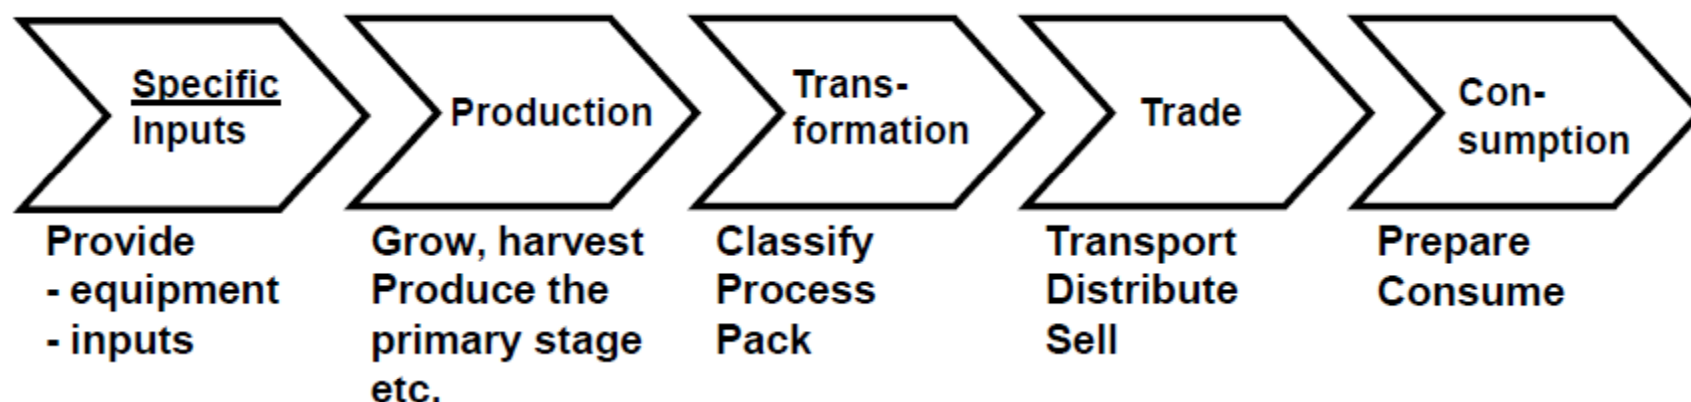 Specific
Inputs
Production
Trans-
formation
Trade
Con-
sumption
Provide
- equipment
- inputs
Grow, harvest
Produce the
primary stage
etc.
Classify
Process
Pack
Transport
Distribute
Sell
Prepare
Consume